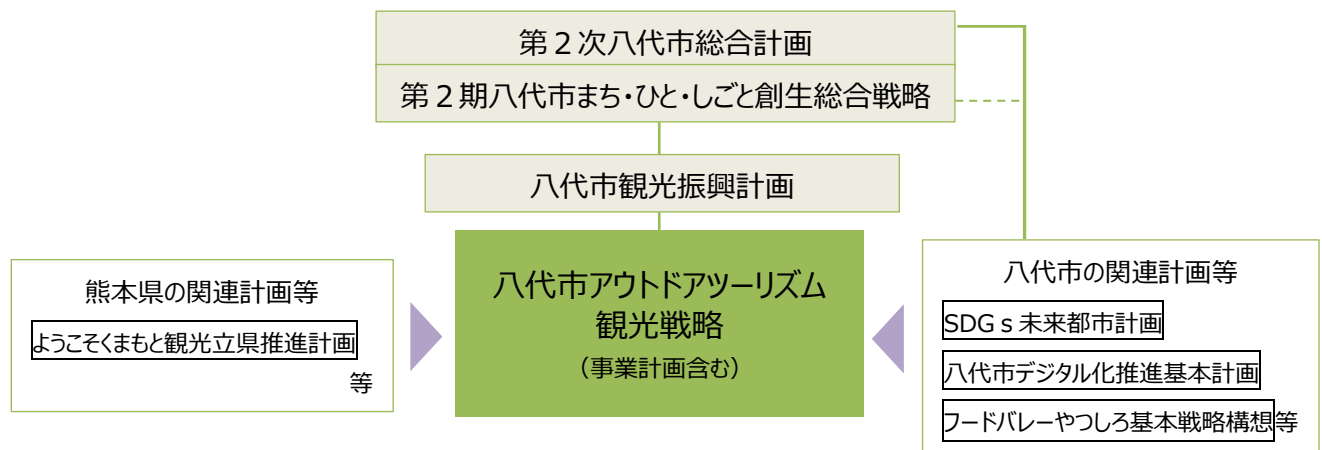 第２次八代市総合計画
第２期八代市まち・ひと・しごと創生総合戦略
八代市観光振興計画
八代市アウトドアツーリズム
観光戦略
（事業計画含む）
熊本県の関連計画等
ようこそくまもと観光立県推進計画
等
八代市の関連計画等
SDGｓ未来都市計画
八代市デジタル化推進基本計画
フードバレーやつしろ基本戦略構想等